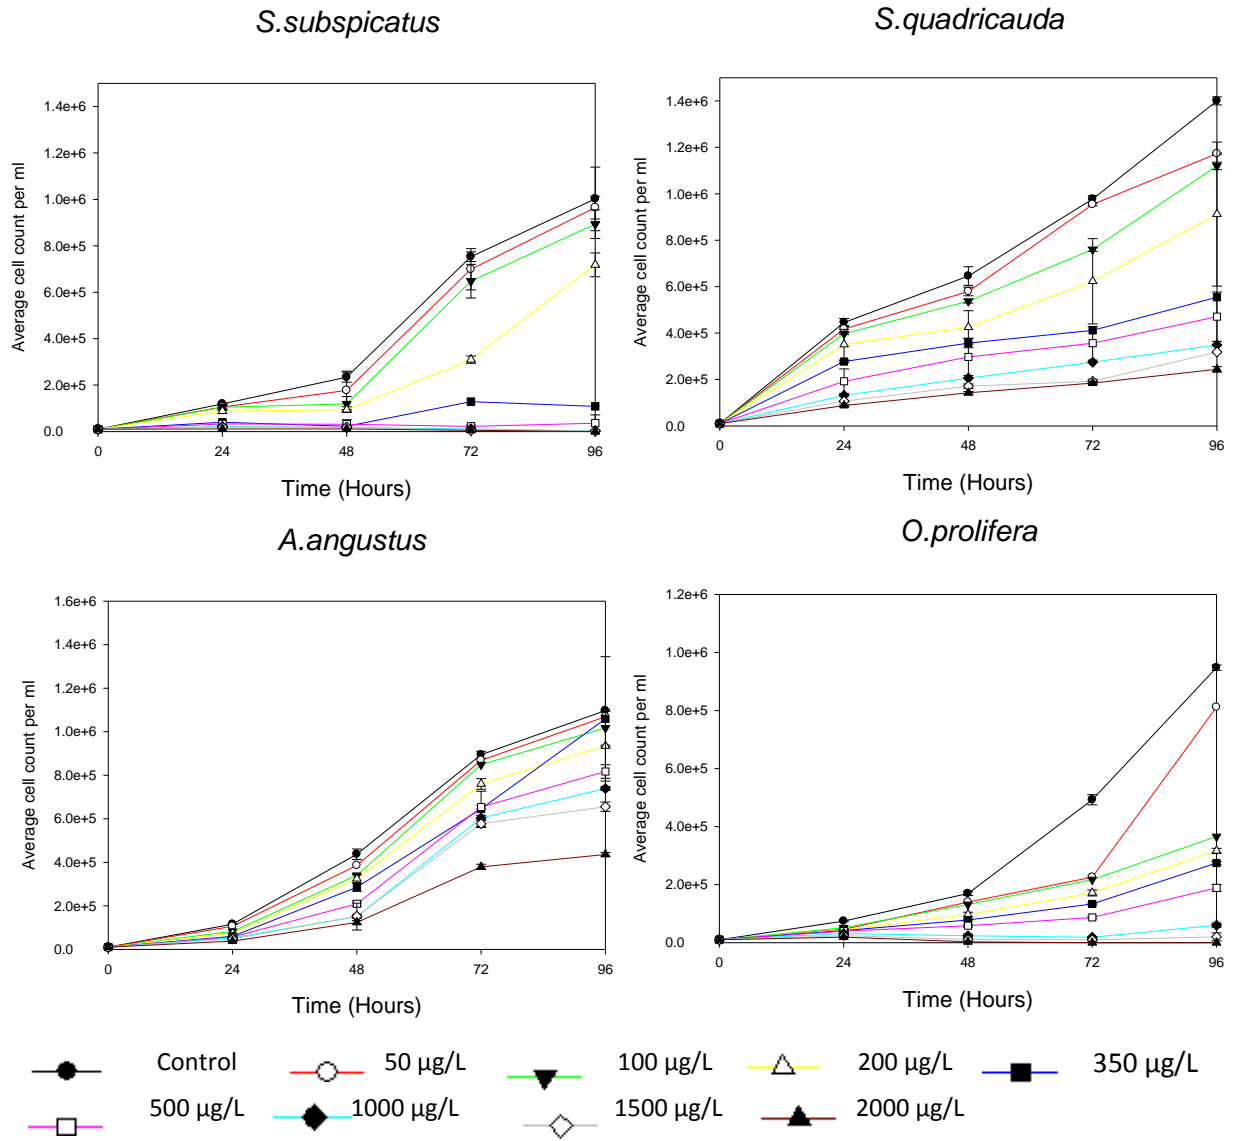 S.subspicatus
S.quadricauda
Average cell count per ml
1.4e+6
1.2e+6
1.0e+6
8.0e+5
6.0e+5
4.0e+5
2.0e+5
0.0
0 24 48 72 96
Time (Hours)
Average cell count per ml
1.4e+6
1.2e+6
1.0e+6
8.0e+5
6.0e+5
4.0e+5
2.0e+5
0.0
0 24 48 72 96
Time (Hours)
A.angustus
O.prolifera
Average cell count per ml
1.6e+6
1.4e+6
1.2e+6
1.0e+6
8.0e+5
6.0e+5
4.0e+5
2.0e+5
0.0
0 24 48 72 96
Time (Hours)
Average cell count per ml
1.2e+6
1.0e+6
8.0e+5
6.0e+5
4.0e+5
2.0e+5
0.0
0 24 48 72 96
Time (Hours)
Control 50 µg/L 100 µg/L 200 µg/L 350 µg/L
500 µg/L 1000 µg/L 1500 µg/L 2000 µg/L